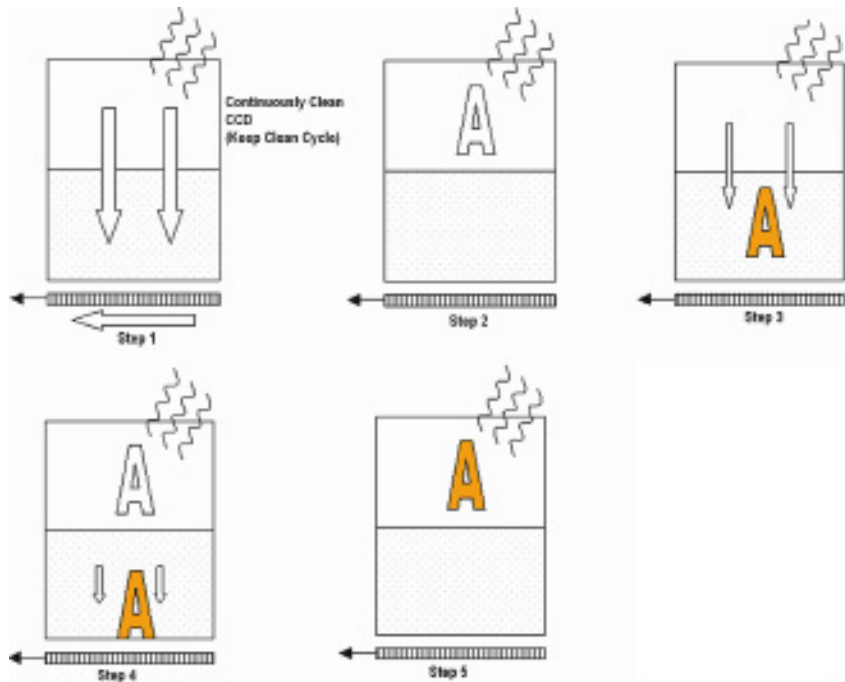 Continuously Clean
CCD
(Keep Clean Cycle)
A
A
Step 1
Step 2
Step 3
A
A
A
Step 4
Step 5